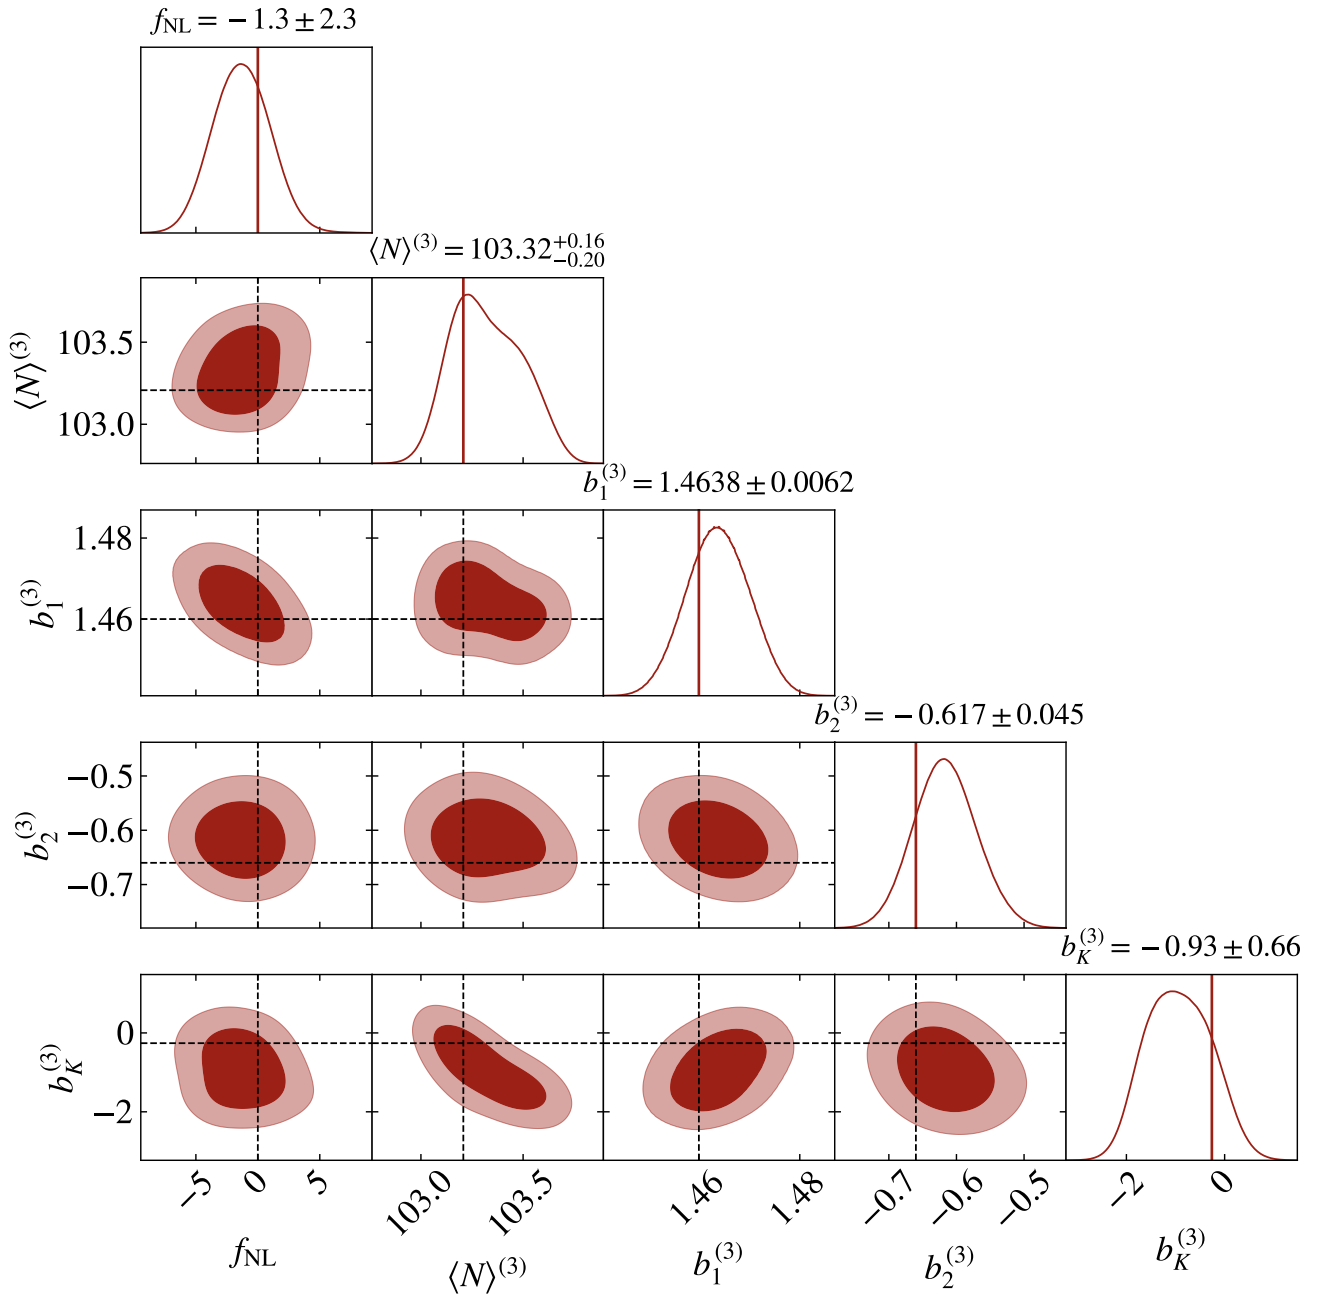 f_NL = −1.3 ± 2.3
⟨N⟩^(3) = 103.32^{+0.16}_{−0.20}
103.5
103.0
⟨N⟩^(3)
b_1^(3) = 1.4638 ± 0.0062
1.48
1.46
b_1^(3)
b_2^(3) = −0.617 ± 0.045
−0.5
−0.6
−0.7
b_2^(3)
b_K^(3) = −0.93 ± 0.66
0
−2
b_K^(3)
−5 0 5 103.0 103.5 1.46 1.48 −0.7 −0.6 −0.5 −2 0
f_NL ⟨N⟩^(3) b_1^(3) b_2^(3) b_K^(3)